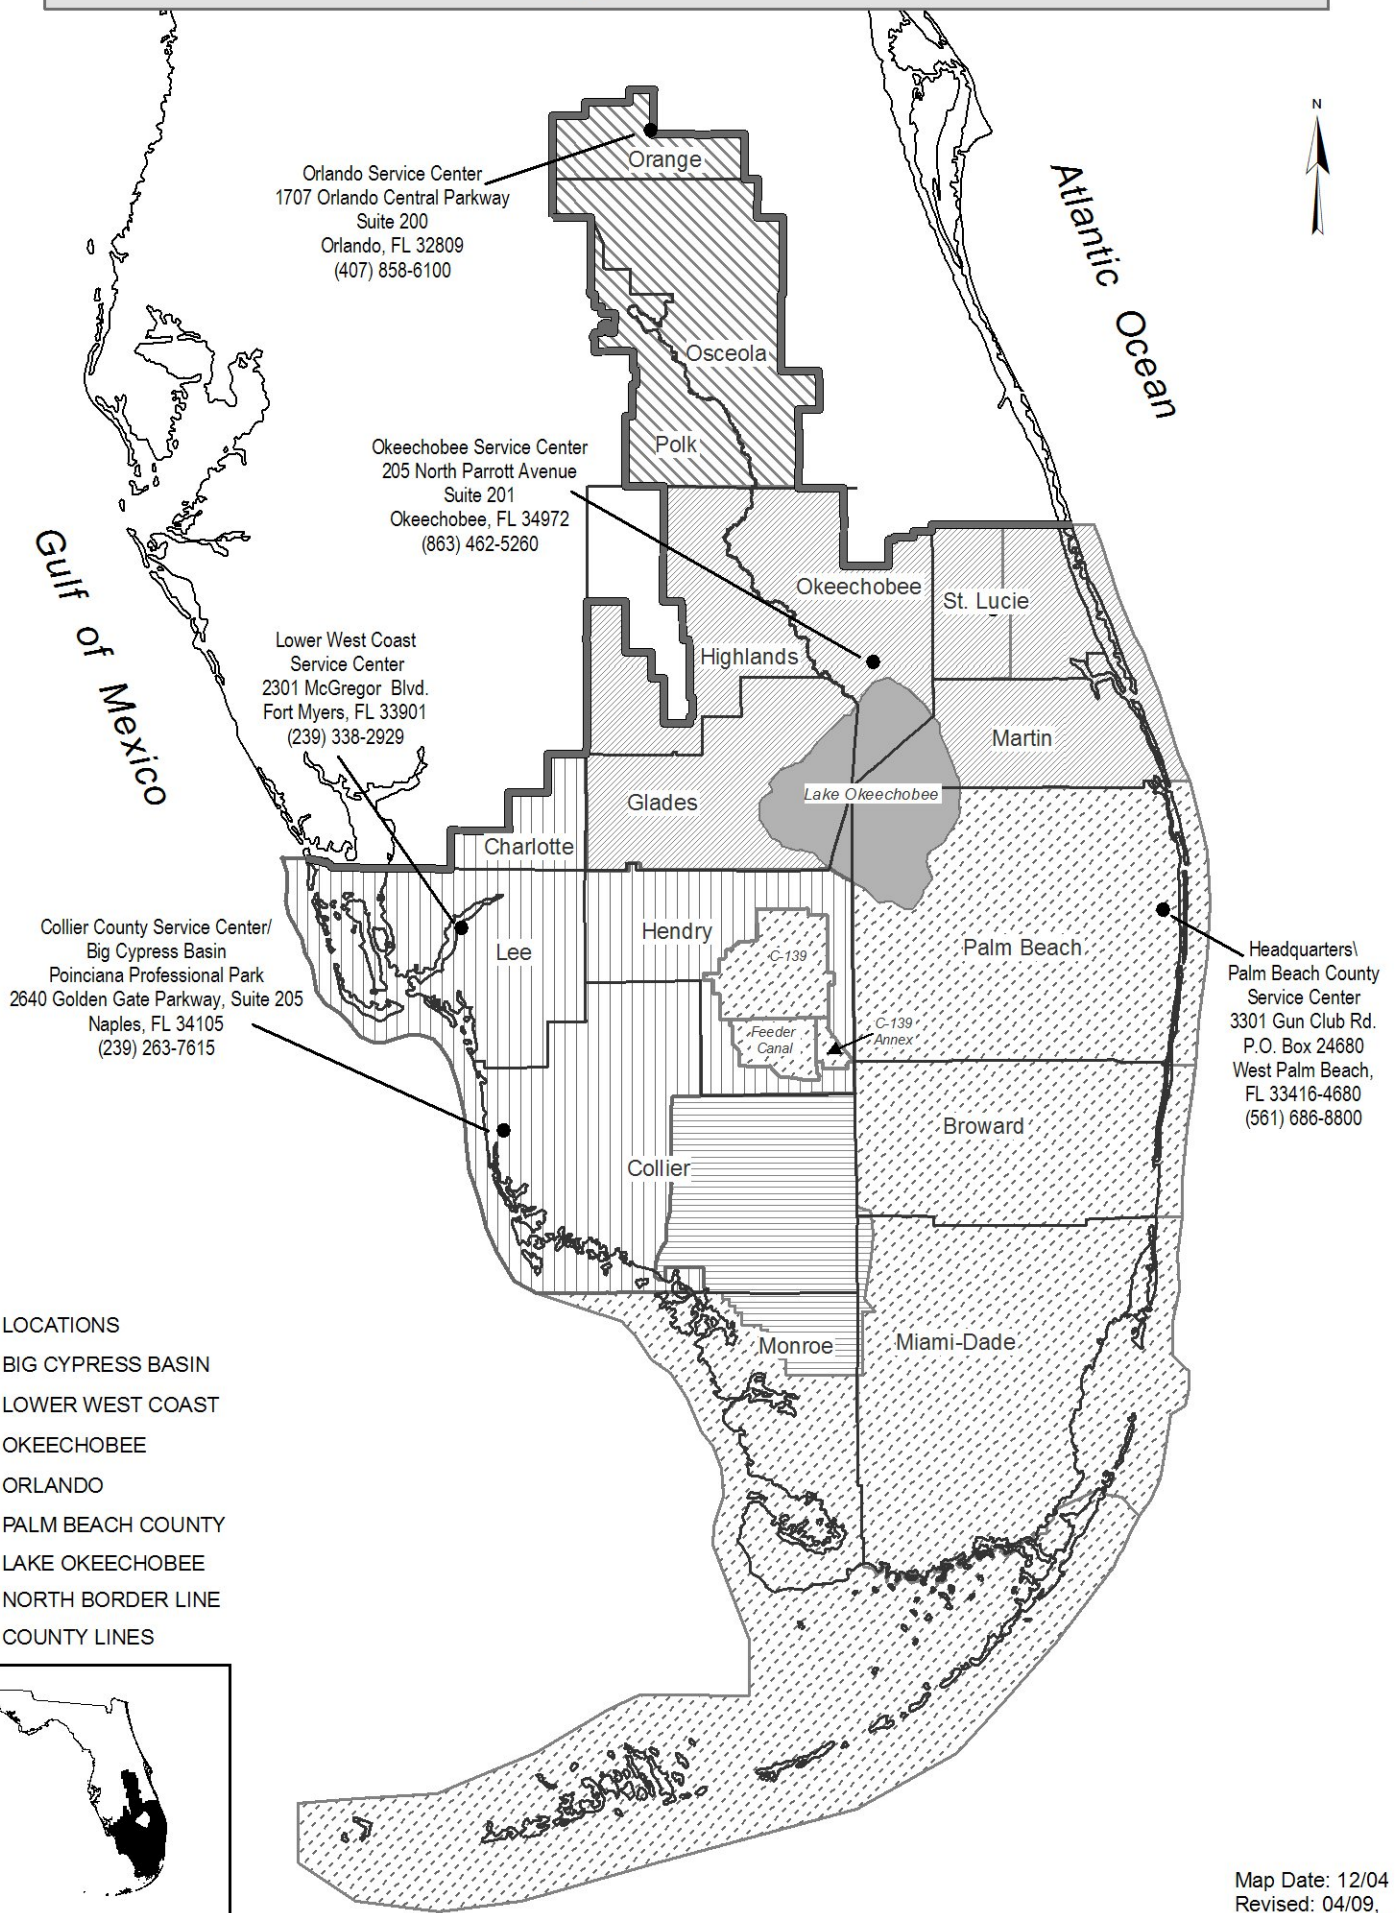 N
Atlantic Ocean
Orange
Orlando Service Center
1707 Orlando Central Parkway
Suite 200
Orlando, FL 32809
(407) 858-6100
Osceola
Polk
Okeechobee Service Center
205 North Parrott Avenue
Suite 201
Okeechobee, FL 34972
(863) 462-5260
Gulf of Mexico
Okeechobee
St. Lucie
Highlands
Lower West Coast
Service Center
2301 McGregor Blvd.
Fort Myers, FL 33901
(239) 338-2929
Martin
Lake Okeechobee
Glades
Charlotte
Collier County Service Center/
Big Cypress Basin
Poinciana Professional Park
2640 Golden Gate Parkway, Suite 205
Naples, FL 34105
(239) 263-7615
Lee
Hendry
C-139
Feeder
Canal
C-139
Annex
Palm Beach
Headquarters\
Palm Beach County
Service Center
3301 Gun Club Rd.
P.O. Box 24680
West Palm Beach,
FL 33416-4680
(561) 686-8800
Broward
Collier
Monroe
Miami-Dade
LOCATIONS
BIG CYPRESS BASIN
LOWER WEST COAST
OKEECHOBEE
ORLANDO
PALM BEACH COUNTY
LAKE OKEECHOBEE
NORTH BORDER LINE
COUNTY LINES
Map Date: 12/04
Revised: 04/09,